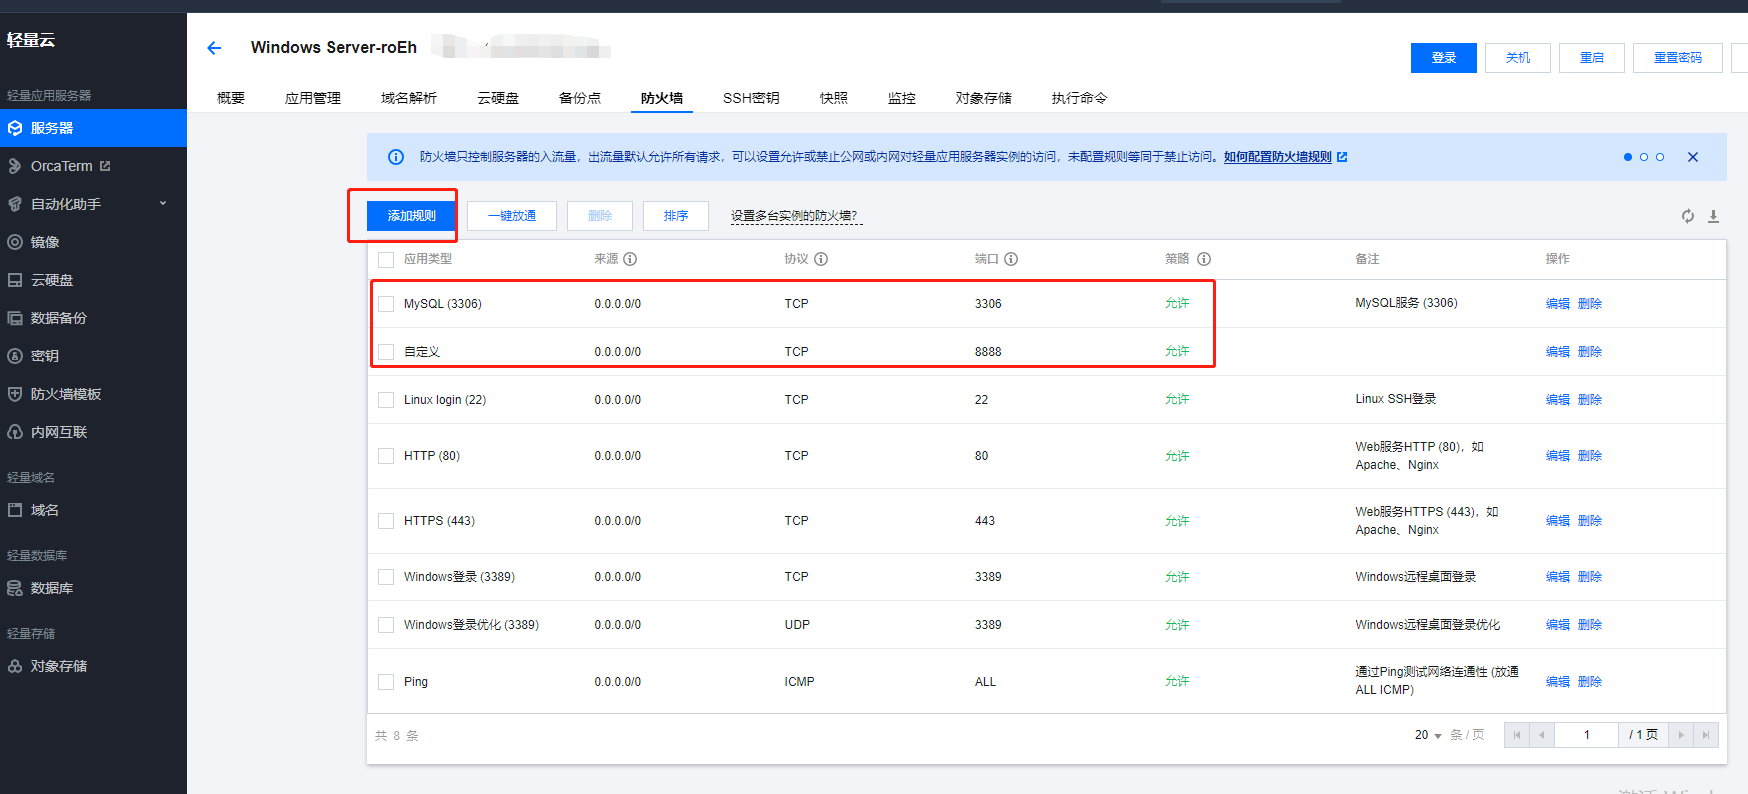 轻量云
Windows Server-roEh
登录
关机
重启
重置密码
概要
应用管理
域名解析
云硬盘
备份点
防火墙
SSH密钥
快照
监控
对象存储
执行命令
轻量应用服务器
服务器
OrcaTerm
自动化助手
镜像
云硬盘
数据备份
密钥
防火墙模板
内网互联
轻量域名
域名
轻量数据库
数据库
轻量存储
对象存储
防火墙只控制服务器的入流量，出流量默认允许所有请求，可以设置允许或禁止公网或内网对轻量应用服务器实例的访问，未配置规则等同于禁止访问。如何配置防火墙规则
添加规则
一键放通
删除
排序
设置多台实例的防火墙?
应用类型 来源 协议 端口 策略 备注 操作
MySQL (3306) 0.0.0.0/0 TCP 3306 允许 MySQL服务 (3306) 编辑 删除
自定义 0.0.0.0/0 TCP 8888 允许 编辑 删除
Linux login (22) 0.0.0.0/0 TCP 22 允许 Linux SSH登录 编辑 删除
HTTP (80) 0.0.0.0/0 TCP 80 允许 Web服务HTTP (80)，如
Apache、Nginx 编辑 删除
HTTPS (443) 0.0.0.0/0 TCP 443 允许 Web服务HTTPS (443)，如
Apache、Nginx 编辑 删除
Windows登录 (3389) 0.0.0.0/0 TCP 3389 允许 Windows远程桌面登录 编辑 删除
Windows登录优化 (3389) 0.0.0.0/0 UDP 3389 允许 Windows远程桌面登录优化 编辑 删除
Ping 0.0.0.0/0 ICMP ALL 允许 通过Ping测试网络连通性 (放通
ALL ICMP) 编辑 删除
共 8 条
20 条 / 页
1 / 1 页